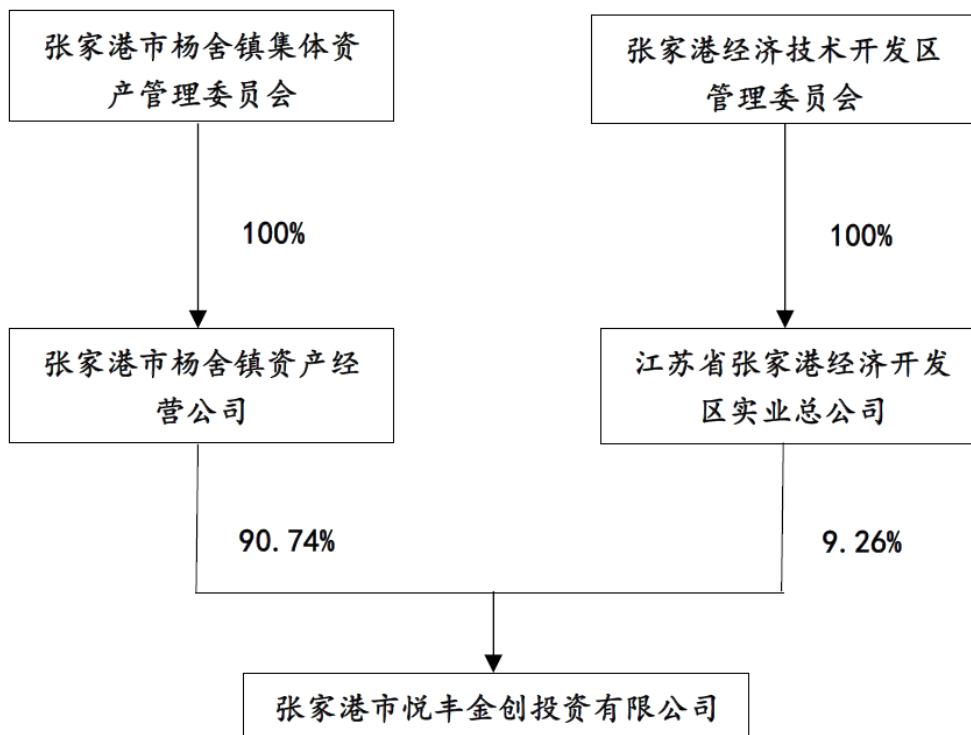 张家港市杨舍镇集体资
产管理委员会
张家港经济技术开发区
管理委员会
100%
100%
张家港市杨舍镇资产经
营公司
江苏省张家港经济开发
区实业总公司
90.74%
9.26%
张家港市悦丰金创投资有限公司